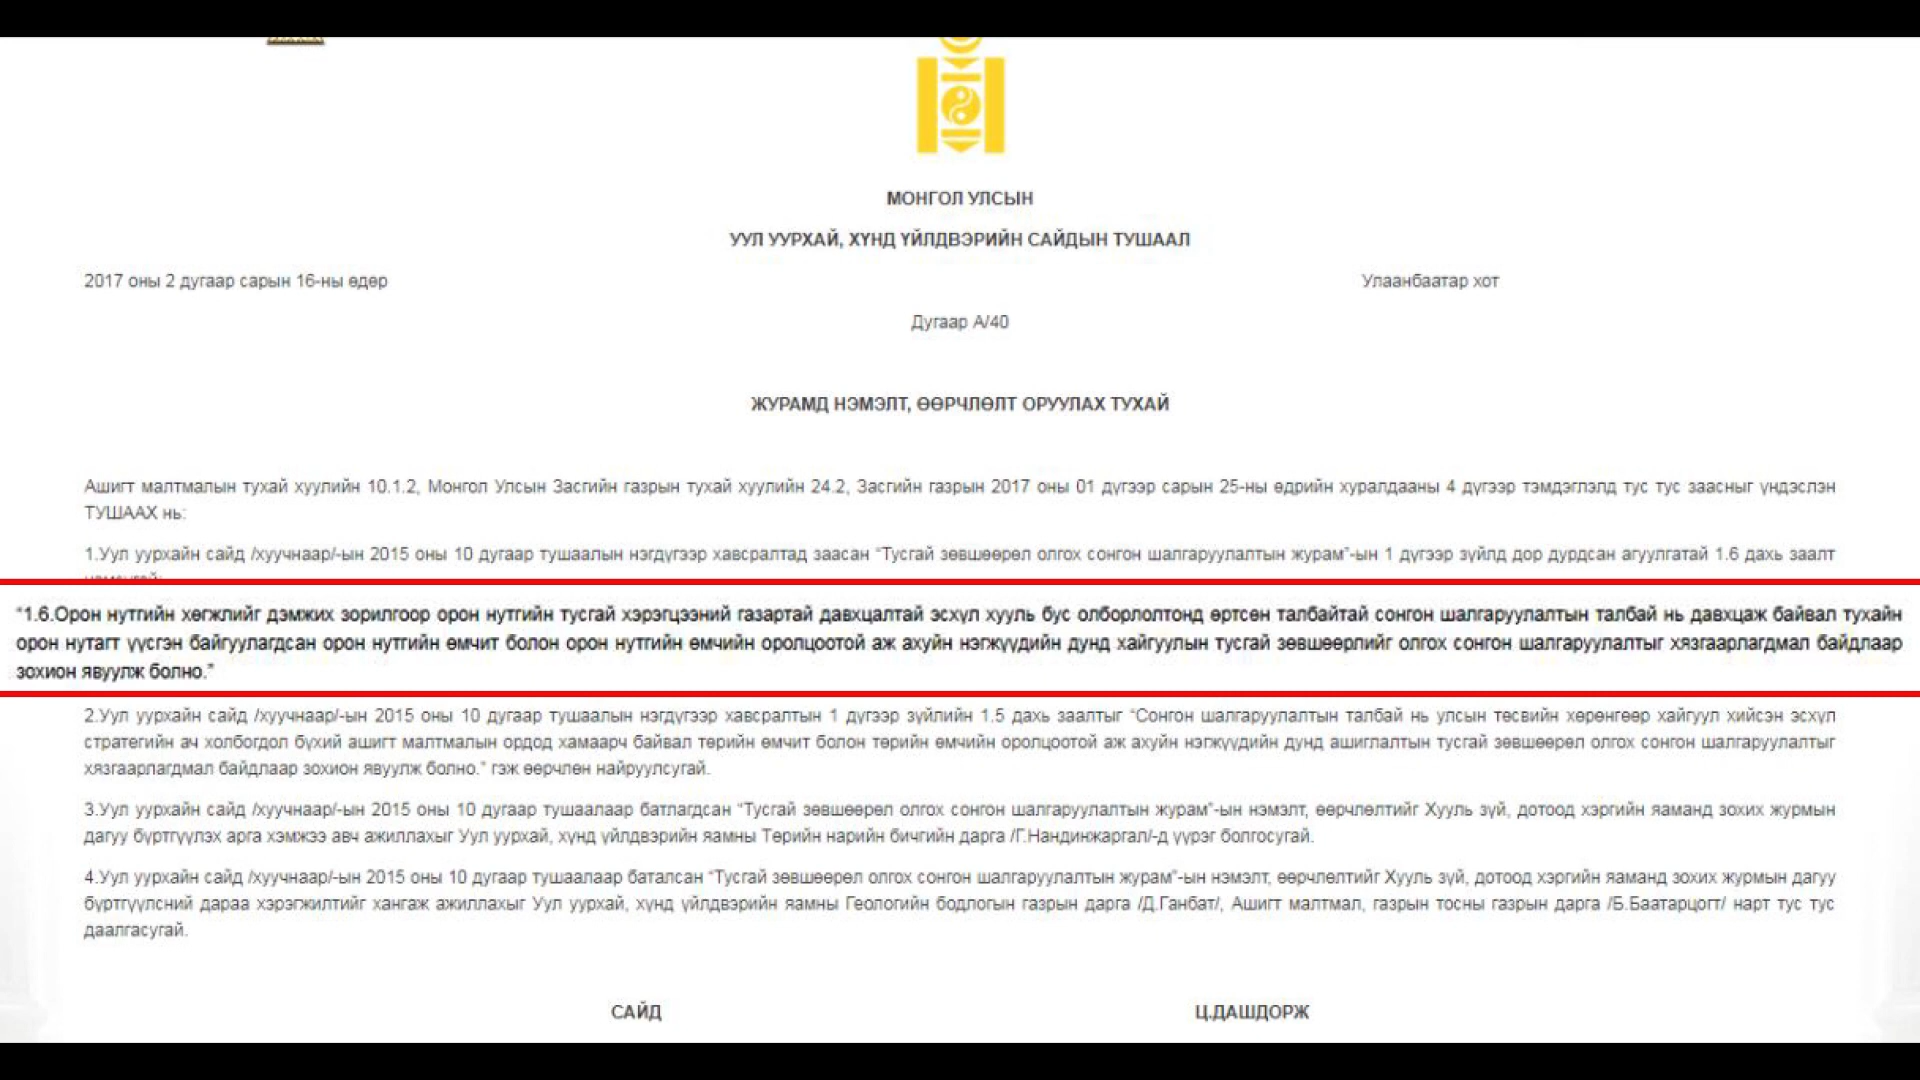 МОНГОЛ УЛСЫН
УУЛ УУРХАЙ, ХҮНД ҮЙЛДВЭРИЙН САЙДЫН ТУШААЛ
2017 оны 2 дугаар сарын 16-ны өдөр
Улаанбаатар хот
Дугаар А/40
ЖУРАМД НЭМЭЛТ, ӨӨРЧЛӨЛТ ОРУУЛАХ ТУХАЙ
Ашигт малтмалын тухай хуулийн 10.1.2, Монгол Улсын Засгийн газрын тухай хуулийн 24.2, Засгийн газрын 2017 оны 01 дүгээр сарын 25-ны өдрийн хуралдааны 4 дүгээр тэмдэглэлд тус тус заасныг үндэслэн
ТУШААХ нь:
1.Уул уурхайн сайд /хуучнаар/-ын 2015 оны 10 дугаар тушаалын нэгдүгээр хавсралтад заасан “Тусгай зөвшөөрөл олгох сонгон шалгаруулалтын журам”-ын 1 дүгээр зүйлд дор дурдсан агуулгатай 1.6 дахь заалт
“1.6.Орон нутгийн хөгжлийг дэмжих зорилгоор орон нутгийн тусгай хэрэгцээний газартай давхцалтай эсхүл хууль бус олборлолтонд өртсөн талбайтай сонгон шалгаруулалтын талбай нь давхцаж байвал тухайн
орон нутагт үүсгэн байгуулагдсан орон нутгийн өмчит болон орон нутгийн өмчийн оролцоотой аж ахуйн нэгжүүдийн дунд хайгуулын тусгай зөвшөөрлийг олгох сонгон шалгаруулалтыг хязгаарлагдмал байдлаар
зохион явуулж болно.”
2.Уул уурхайн сайд /хуучнаар/-ын 2015 оны 10 дугаар тушаалын нэгдүгээр хавсралтын 1 дүгээр зүйлийн 1.5 дахь заалтыг “Сонгон шалгаруулалтын талбай нь улсын төсвийн хөрөнгөөр хайгуул хийсэн эсхүл
стратегийн ач холбогдол бүхий ашигт малтмалын ордод хамаарч байвал төрийн өмчит болон төрийн өмчийн оролцоотой аж ахуйн нэгжүүдийн дунд ашиглалтын тусгай зөвшөөрөл олгох сонгон шалгаруулалтыг
хязгаарлагдмал байдлаар зохион явуулж болно.” гэж өөрчлөн найруулсугай.
3.Уул уурхайн сайд /хуучнаар/-ын 2015 оны 10 дугаар тушаалаар батлагдсан “Тусгай зөвшөөрөл олгох сонгон шалгаруулалтын журам”-ын нэмэлт, өөрчлөлтийг Хууль зүй, дотоод хэргийн яаманд зохих журмын
дагуу бүртгүүлэх арга хэмжээ авч ажиллахыг Уул уурхай, хүнд үйлдвэрийн яамны Төрийн нарийн бичгийн дарга /Г.Нандинжаргал/-д үүрэг болгосугай.
4.Уул уурхайн сайд /хуучнаар/-ын 2015 оны 10 дугаар тушаалаар баталсан “Тусгай зөвшөөрөл олгох сонгон шалгаруулалтын журам”-ын нэмэлт, өөрчлөлтийг Хууль зүй, дотоод хэргийн яаманд зохих журмын дагуу
бүртгүүлсний дараа хэрэгжилтийг хангаж ажиллахыг Уул уурхай, хүнд үйлдвэрийн яамны Геологийн бодлогын газрын дарга /Д.Ганбат/, Ашигт малтмал, газрын тосны газрын дарга /Б.Баатарцогт/ нарт тус тус
даалгасугай.
САЙД
Ц.ДАШДОРЖ